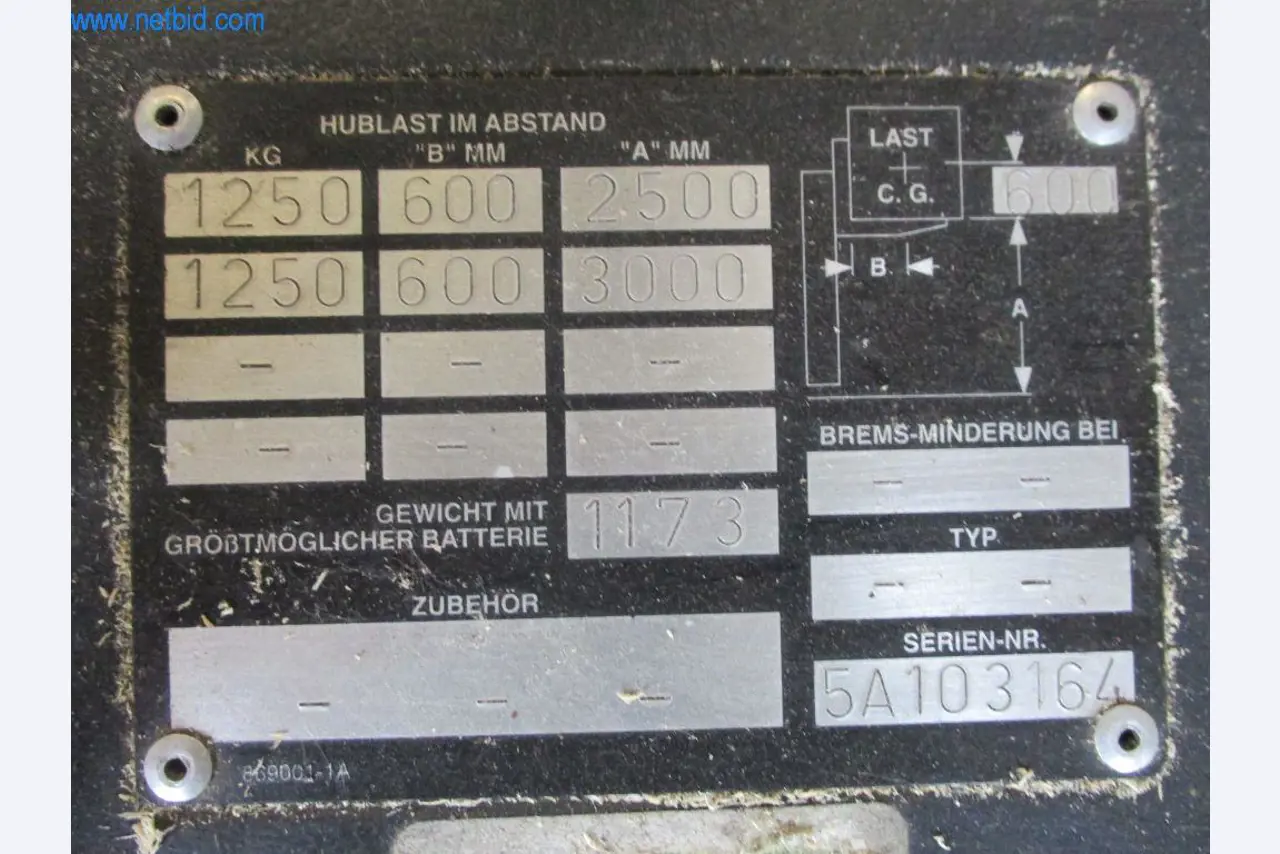 www.netbid.com
HUBLAST IM ABSTAND
KG "B" MM "A" MM
1250 600 2500
1250 600 3000
- - -
- - -
GEWICHT MIT
GRÖßTMÖGLICHER BATTERIE 1173
ZUBEHÖR
- - -
869001-1A
LAST
C. G.
600
B.
A
BREMS-MINDERUNG BEI
- -
TYP
- -
SERIEN-NR.
5A103164